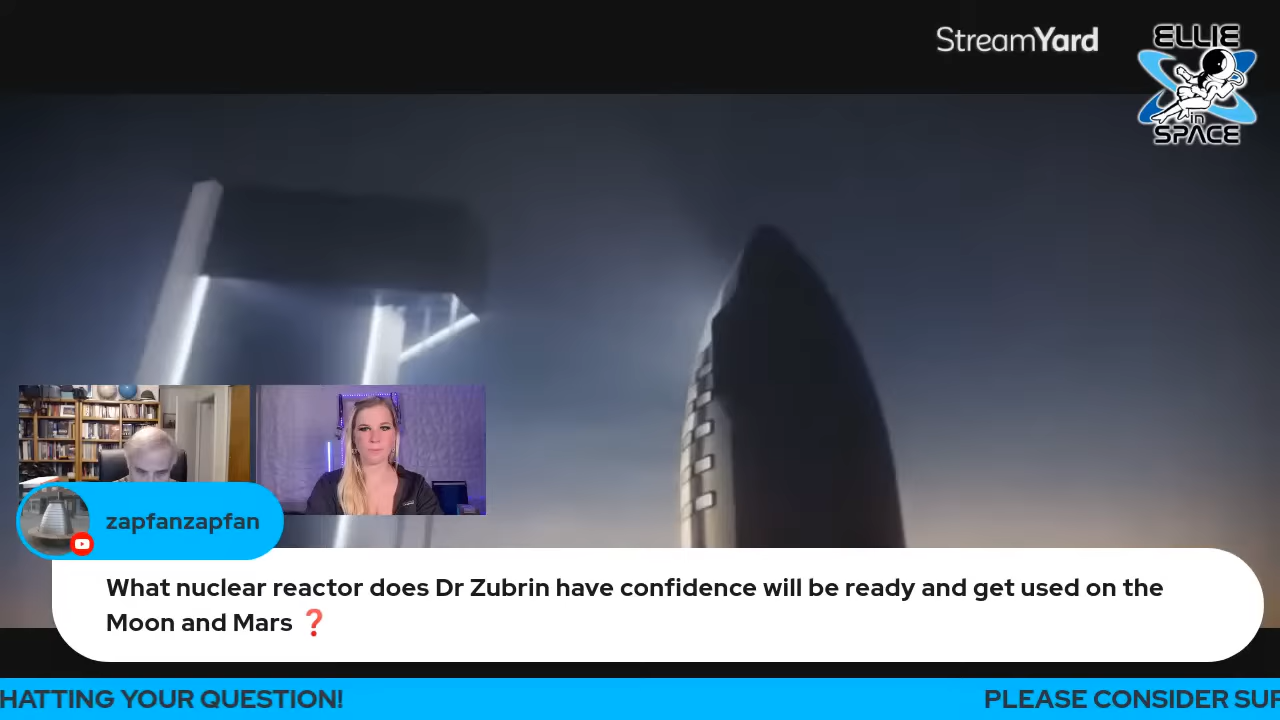 StreamYard
ELLIE
in
SPACE
zapfanzapfan
What nuclear reactor does Dr Zubrin have confidence will be ready and get used on the
Moon and Mars ❓
HATTING YOUR QUESTION!
PLEASE CONSIDER SUP